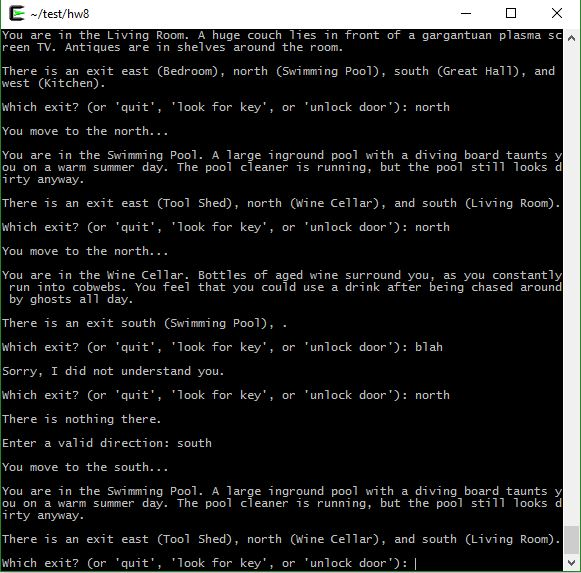 ~/test/hw8
You are in the Living Room. A huge couch lies in front of a gargantuan plasma sc
reen TV. Antiques are in shelves around the room.
There is an exit east (Bedroom), north (Swimming Pool), south (Great Hall), and
west (Kitchen).
Which exit? (or 'quit', 'look for key', or 'unlock door'): north
You move to the north...
You are in the Swimming Pool. A large inground pool with a diving board taunts y
ou on a warm summer day. The pool cleaner is running, but the pool still looks d
irty anyway.
There is an exit east (Tool Shed), north (Wine Cellar), and south (Living Room).
Which exit? (or 'quit', 'look for key', or 'unlock door'): north
You move to the north...
You are in the Wine Cellar. Bottles of aged wine surround you, as you constantly
 run into cobwebs. You feel that you could use a drink after being chased around
 by ghosts all day.
There is an exit south (Swimming Pool), .
Which exit? (or 'quit', 'look for key', or 'unlock door'): blah
Sorry, I did not understand you.
Which exit? (or 'quit', 'look for key', or 'unlock door'): north
There is nothing there.
Enter a valid direction: south
You move to the south...
You are in the Swimming Pool. A large inground pool with a diving board taunts y
ou on a warm summer day. The pool cleaner is running, but the pool still looks d
irty anyway.
There is an exit east (Tool Shed), north (Wine Cellar), and south (Living Room).
Which exit? (or 'quit', 'look for key', or 'unlock door'):